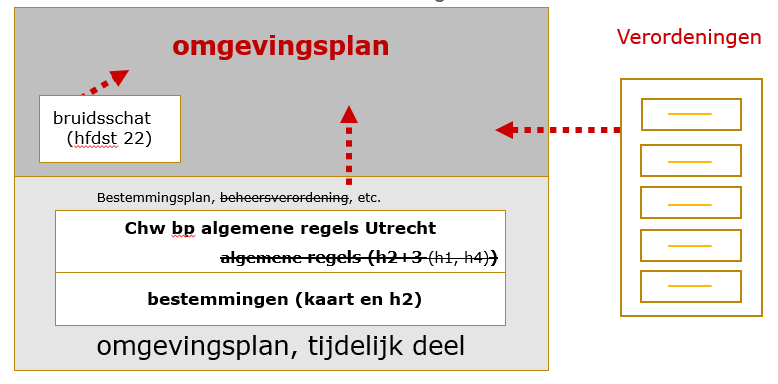 omgevingsplan
Verordeningen
bruidsschat
(hfdst 22)
Bestemmingsplan, beheersverordening, etc.
Chw bp algemene regels Utrecht
algemene regels (h2+3 (h1, h4))
bestemmingen (kaart en h2)
omgevingsplan, tijdelijk deel